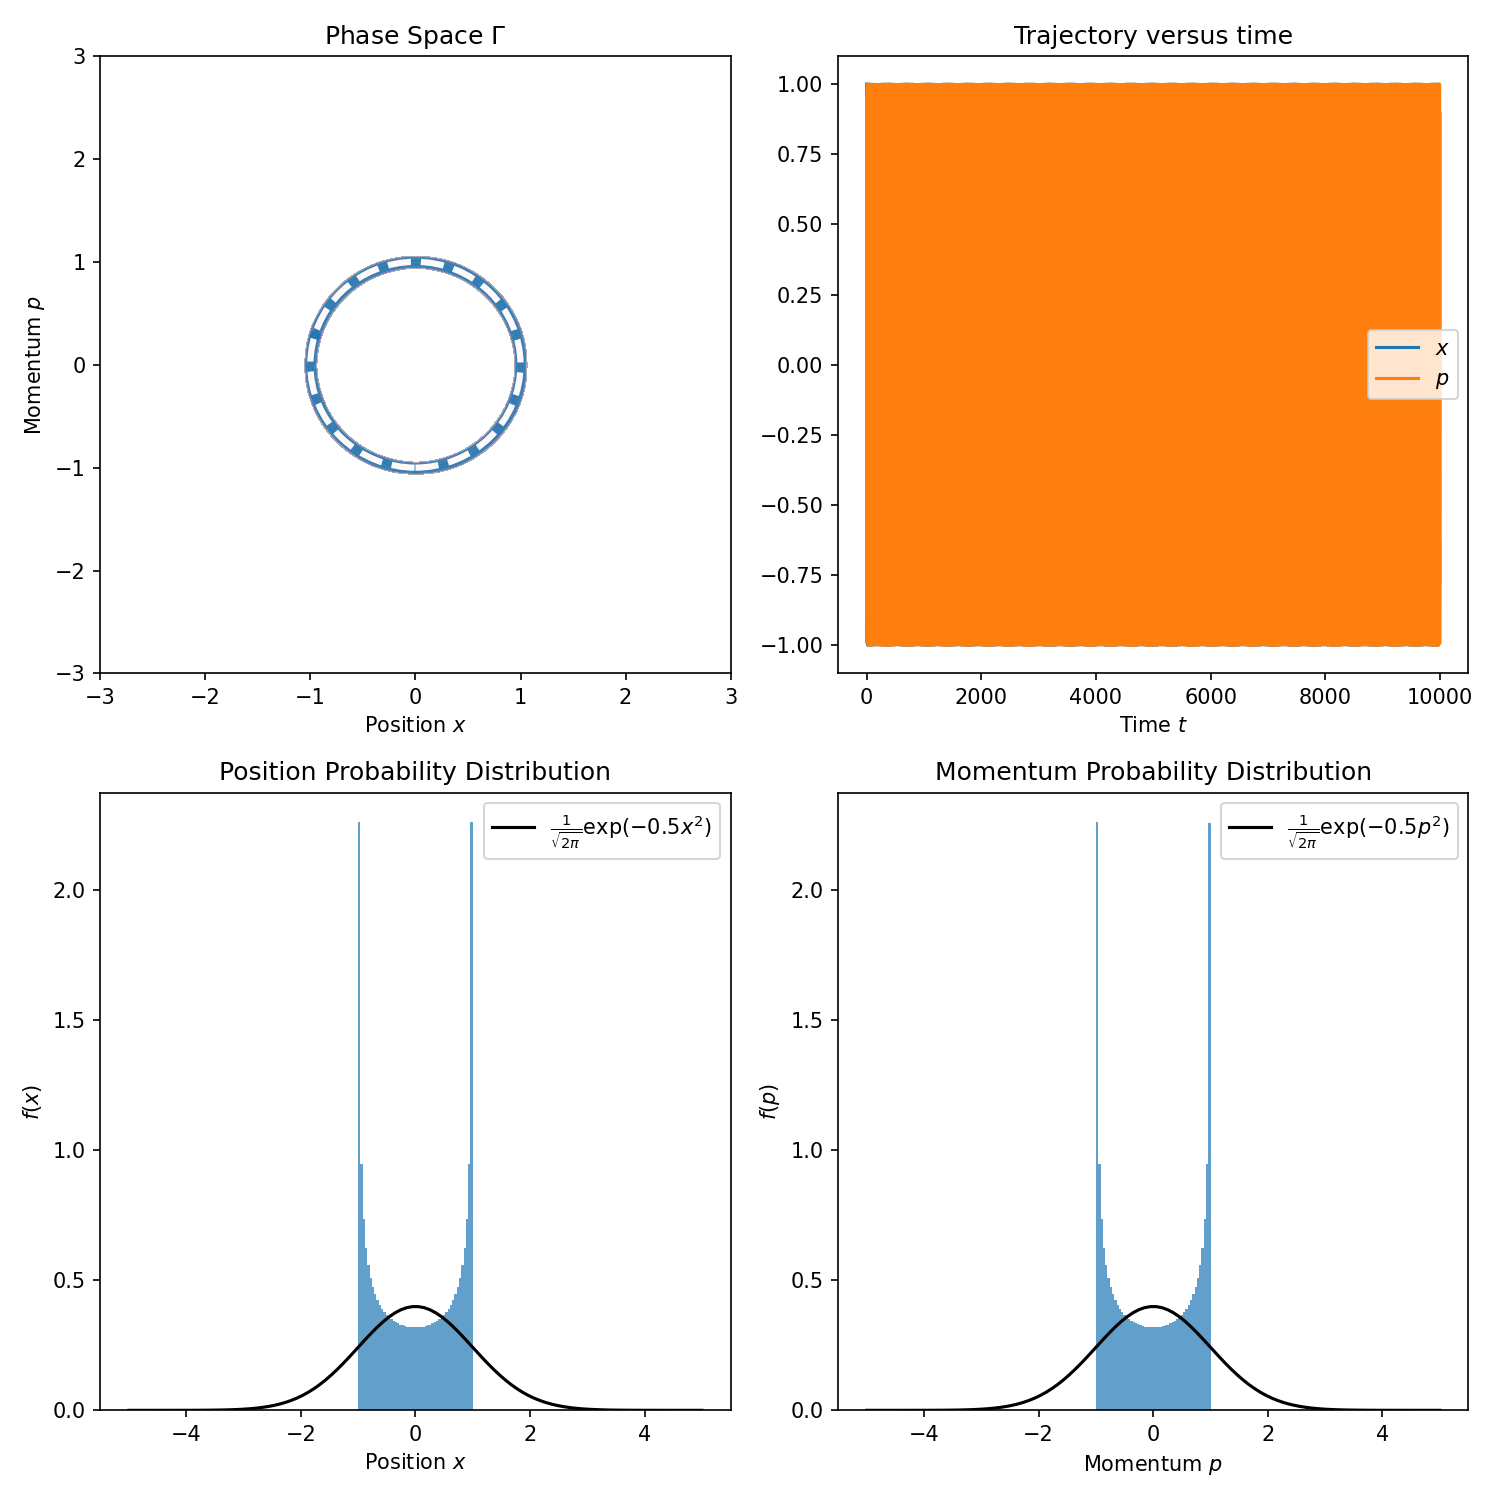 Phase Space Γ
3
2
1
0
−1
−2
−3
Momentum p
−3 −2 −1 0 1 2 3
Position x
Trajectory versus time
1.00
0.75
0.50
0.25
0.00
−0.25
−0.50
−0.75
−1.00
x
p
0 2000 4000 6000 8000 10000
Time t
Position Probability Distribution
1/√2π exp(−0.5x²)
2.0
1.5
1.0
0.5
0.0
f(x)
−4 −2 0 2 4
Position x
Momentum Probability Distribution
1/√2π exp(−0.5p²)
2.0
1.5
1.0
0.5
0.0
f(p)
−4 −2 0 2 4
Momentum p